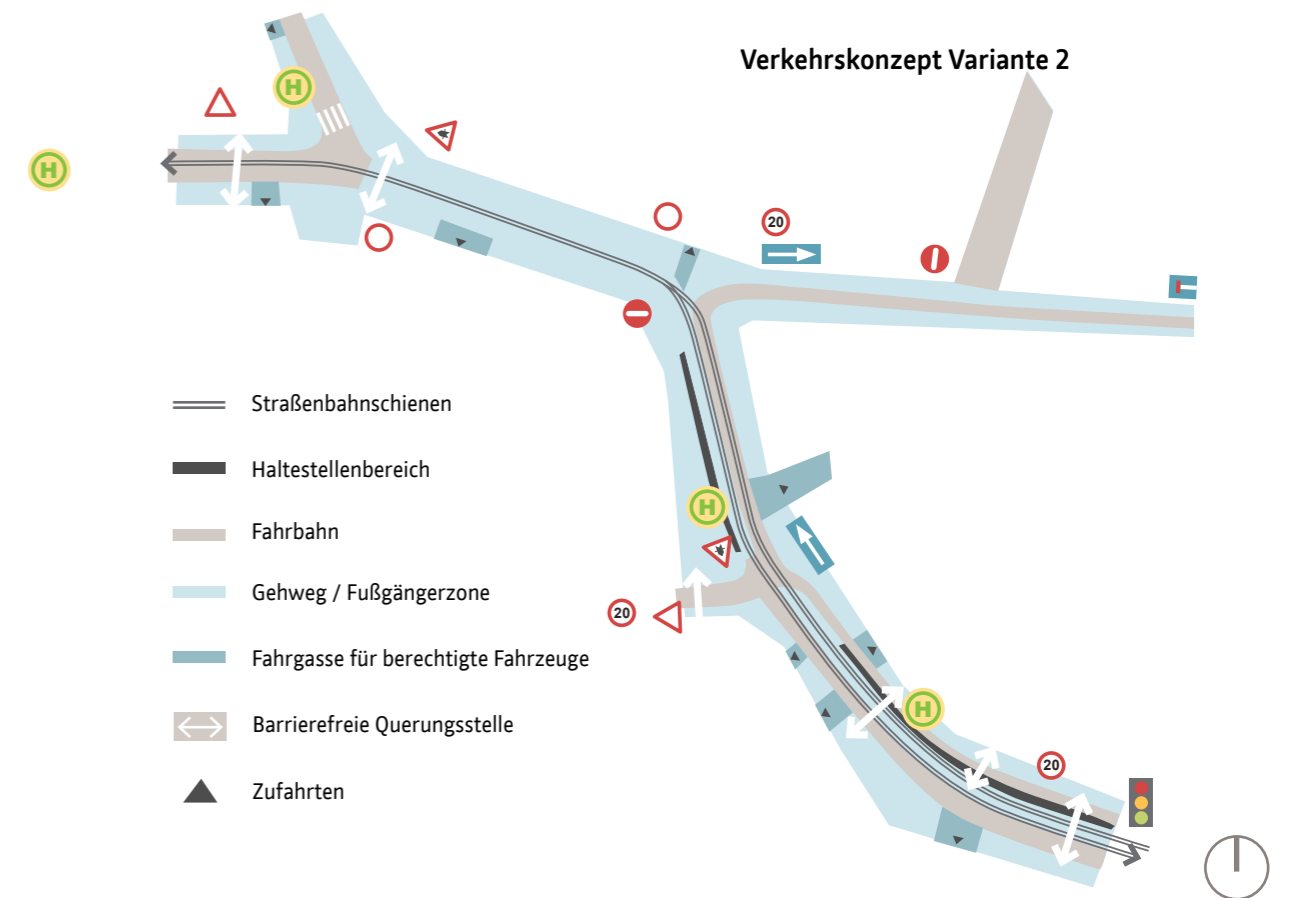 Verkehrskonzept Variante 2
H
H
20
Straßenbahnschienen
Haltestellenbereich
H
Fahrbahn
Gehweg / Fußgängerzone
20
Fahrgasse für berechtigte Fahrzeuge
H
Barrierefreie Querungsstelle
20
Zufahrten